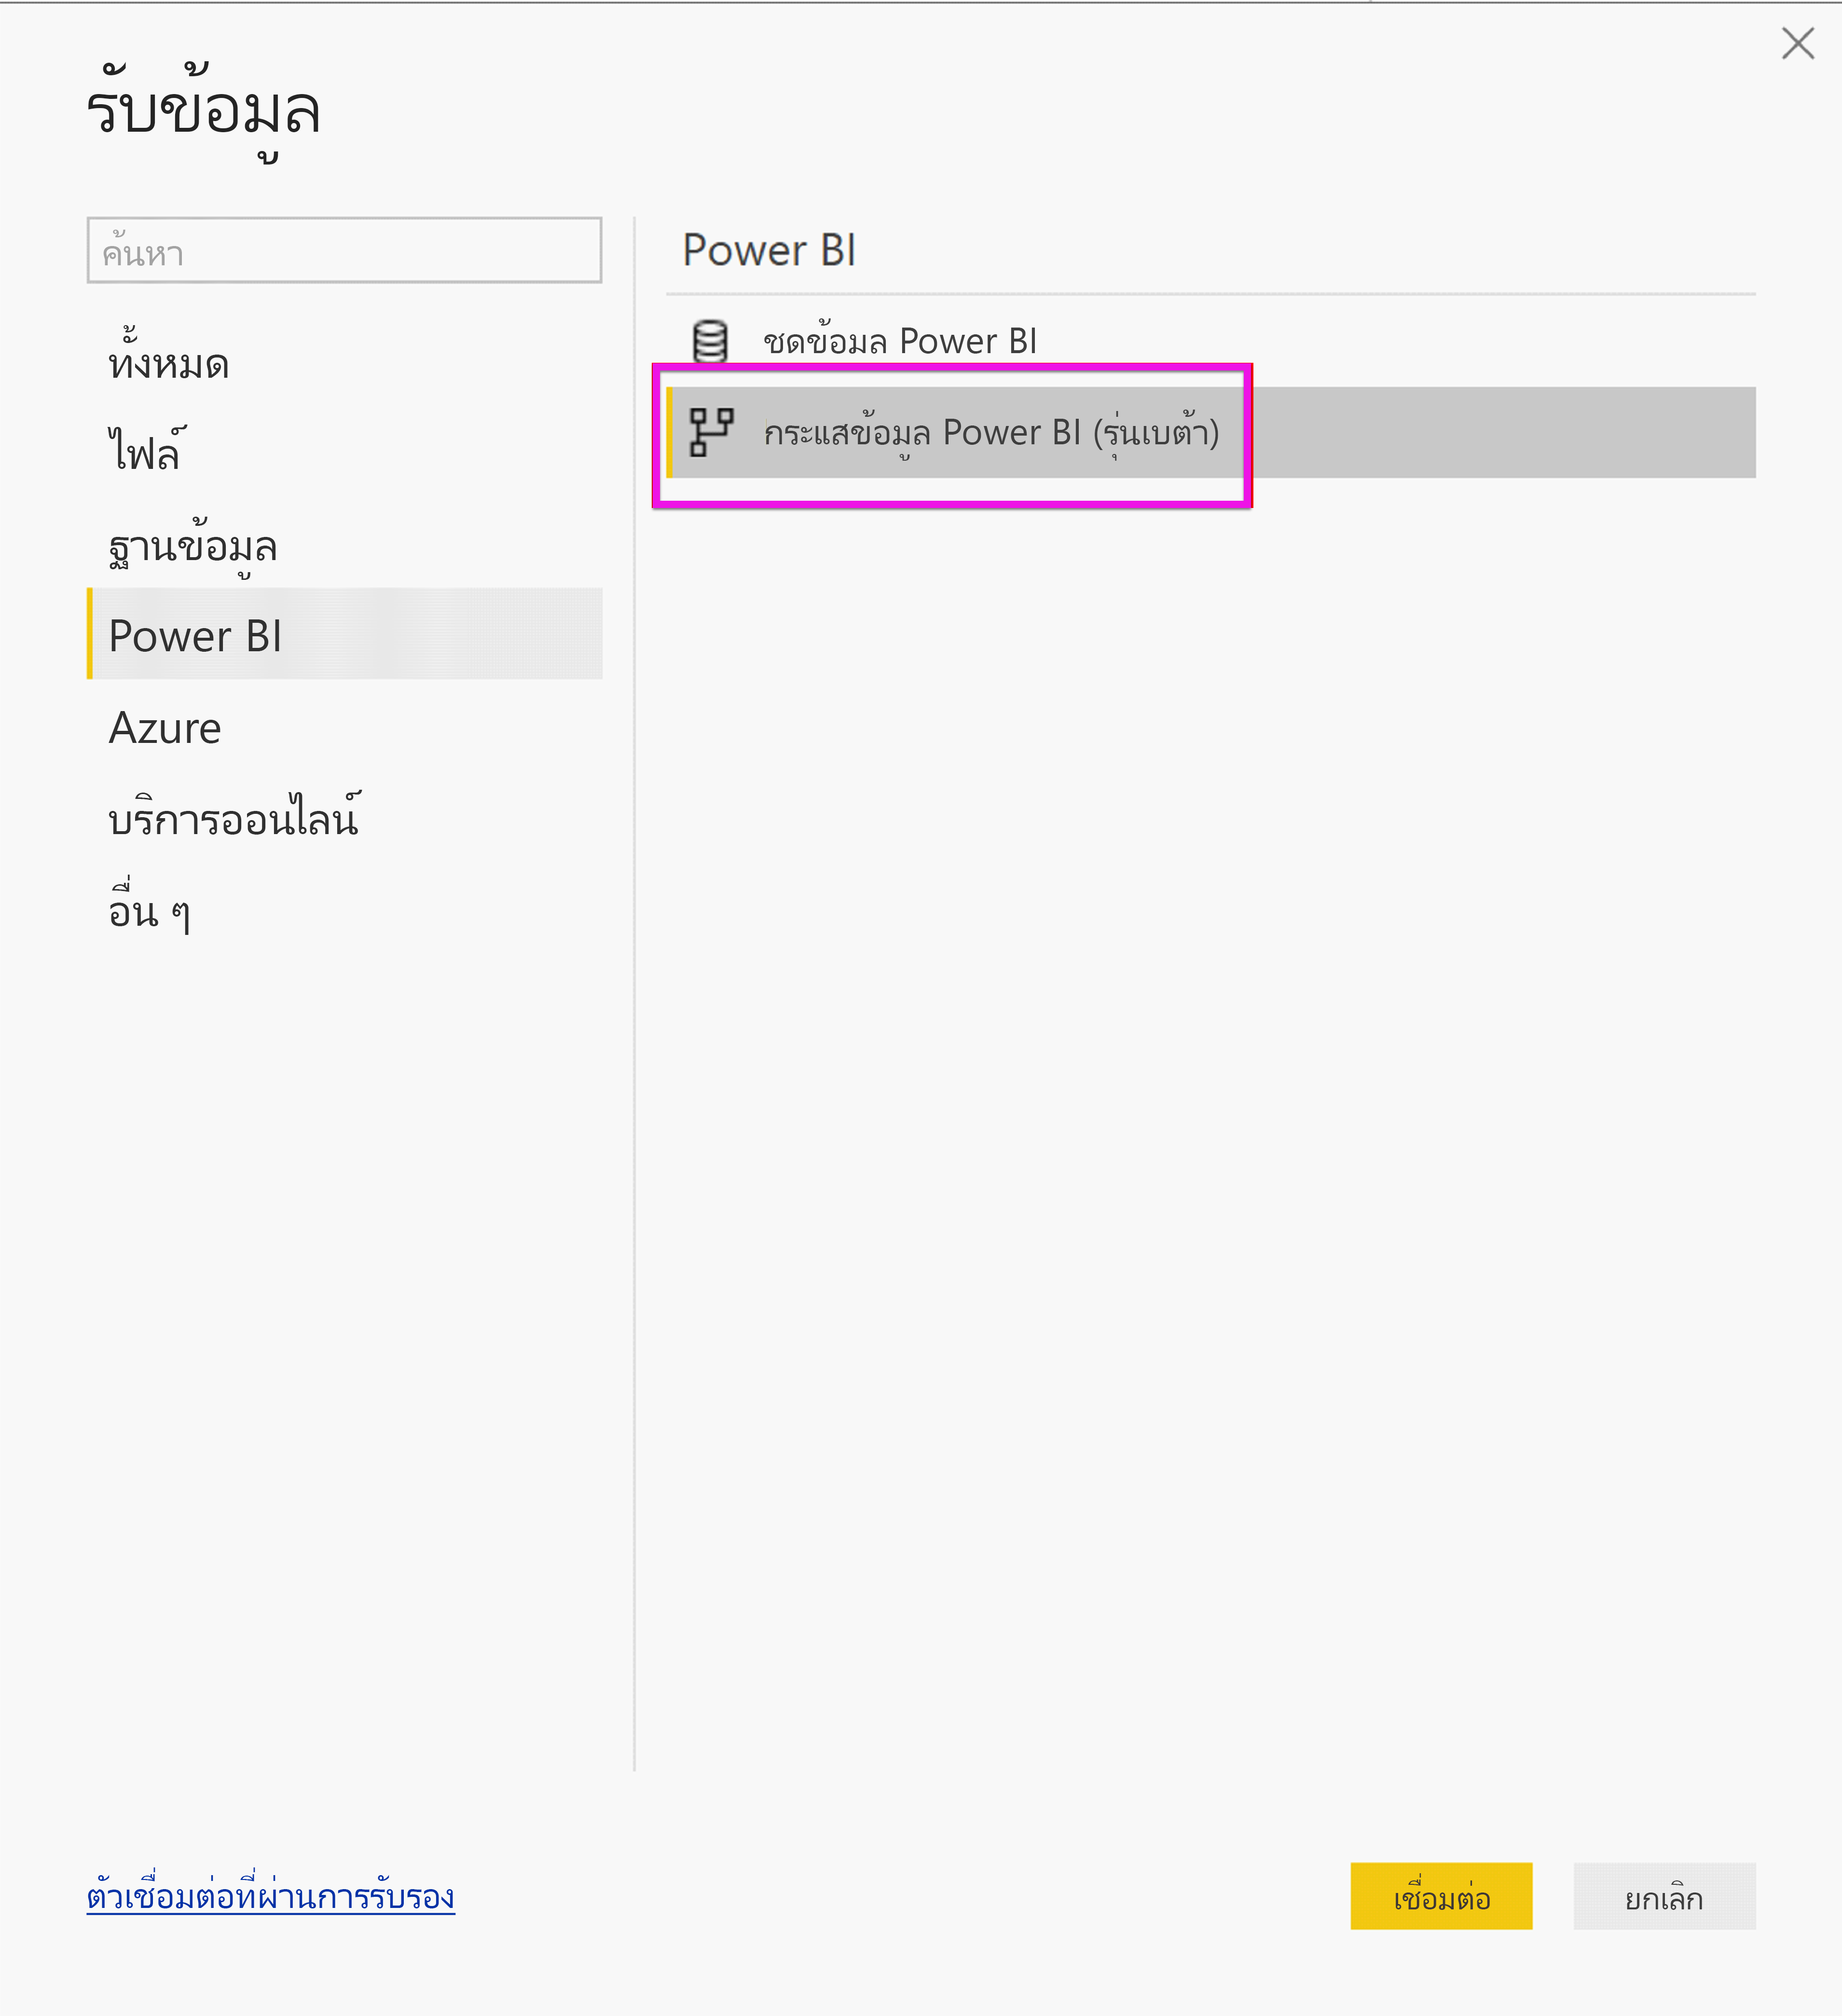 รับข้อมูล
ค้นหา
ทั้งหมด
ไฟล์
ฐานข้อมูล
Power BI
Azure
บริการออนไลน์
อื่น ๆ
Power BI
ชดข้อมล Power BI
กระแสข้อมูล Power BI (รุ่นเบต้า)
ตัวเชื่อมต่อที่ผ่านการรับรอง
เชื่อมต่อ
ยกเลิก